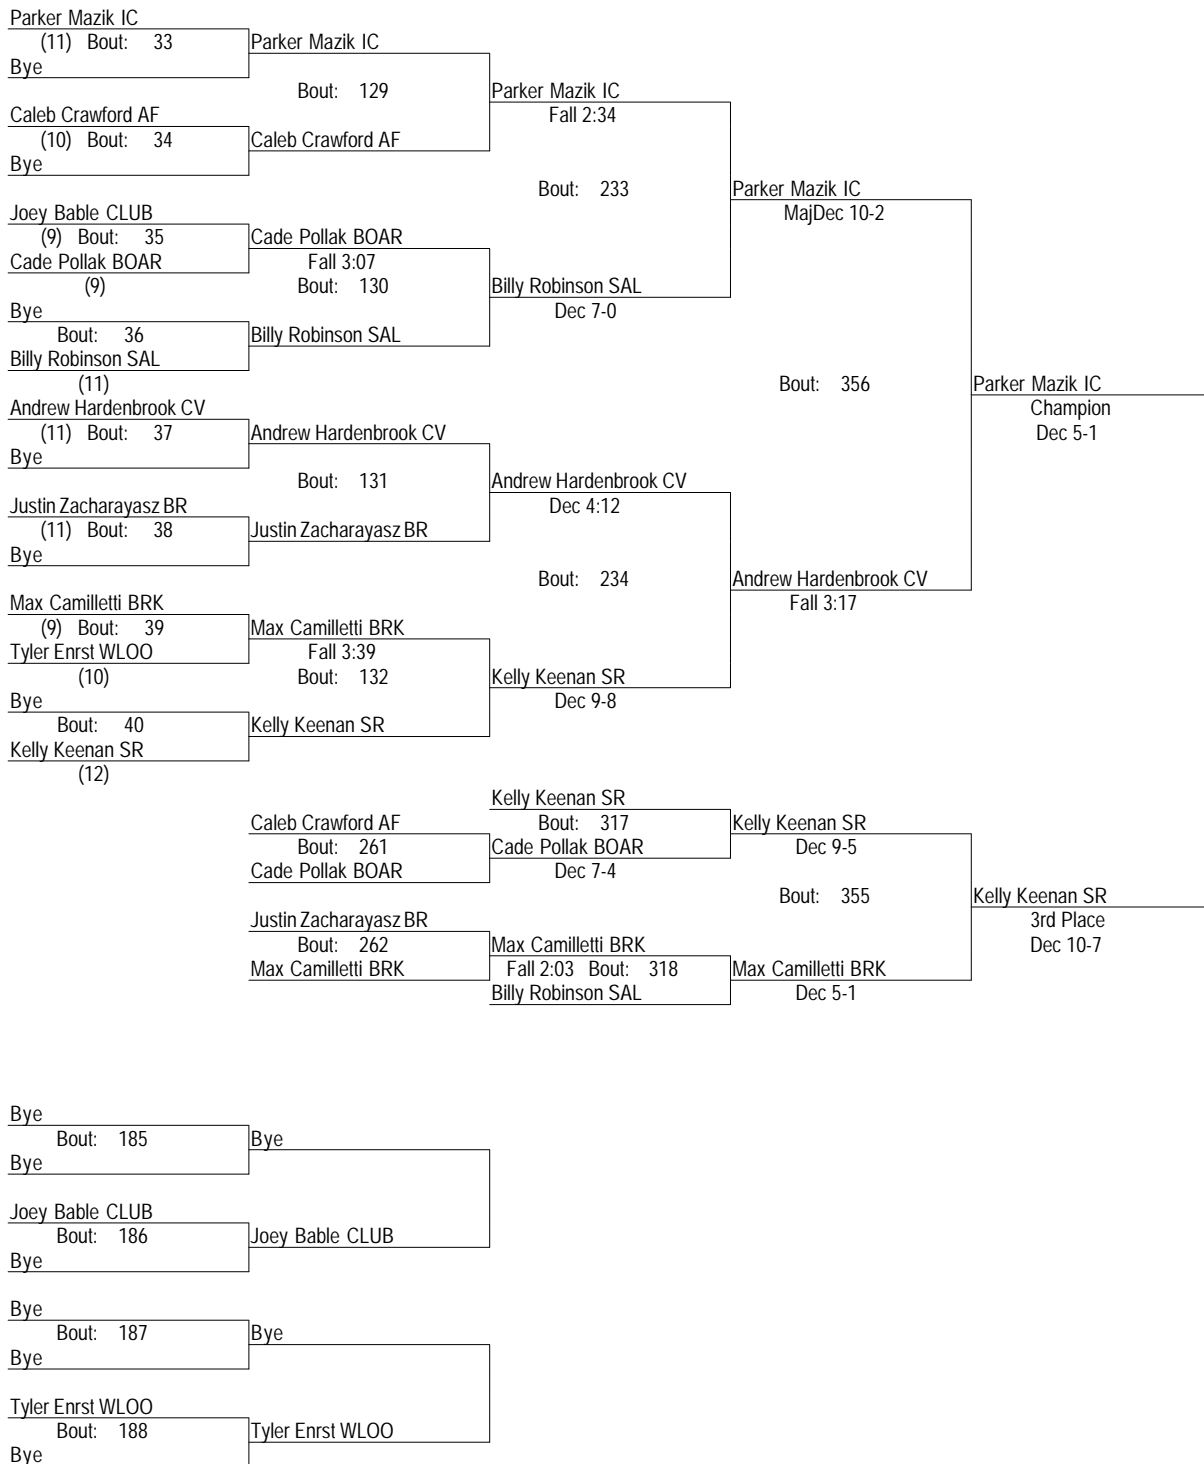 Parker Mazik IC
(11) Bout: 33 Parker Mazik IC
Bye
Bout: 129 Parker Mazik IC
Caleb Crawford AF Fall 2:34
(10) Bout: 34 Caleb Crawford AF
Bye
Bout: 233 Parker Mazik IC
Joey Bable CLUB MajDec 10-2
(9) Bout: 35 Cade Pollak BOAR
Cade Pollak BOAR Fall 3:07
(9) Bout: 130 Billy Robinson SAL
Bye Dec 7-0
Bout: 36 Billy Robinson SAL
Billy Robinson SAL
(11) Bout: 356 Parker Mazik IC
Andrew Hardenbrook CV Champion
(11) Bout: 37 Andrew Hardenbrook CV Dec 5-1
Bye
Bout: 131 Andrew Hardenbrook CV
Justin Zacharayasz BR Dec 4:12
(11) Bout: 38 Justin Zacharayasz BR
Bye
Bout: 234 Andrew Hardenbrook CV
Max Camilletti BRK Fall 3:17
(9) Bout: 39 Max Camilletti BRK
Tyler Enrst WLOO Fall 3:39
(10) Bout: 132 Kelly Keenan SR
Bye Dec 9-8
Bout: 40 Kelly Keenan SR
Kelly Keenan SR
(12)
Kelly Keenan SR
Caleb Crawford AF Bout: 317 Kelly Keenan SR
Bout: 261 Cade Pollak BOAR Dec 9-5
Cade Pollak BOAR Dec 7-4
Bout: 355 Kelly Keenan SR
Justin Zacharayasz BR 3rd Place
Bout: 262 Max Camilletti BRK Dec 10-7
Max Camilletti BRK Fall 2:03 Bout: 318 Max Camilletti BRK
Billy Robinson SAL Dec 5-1
Bye
Bout: 185 Bye
Bye
Joey Bable CLUB
Bout: 186 Joey Bable CLUB
Bye
Bye
Bout: 187 Bye
Bye
Tyler Enrst WLOO
Bout: 188 Tyler Enrst WLOO
Bye